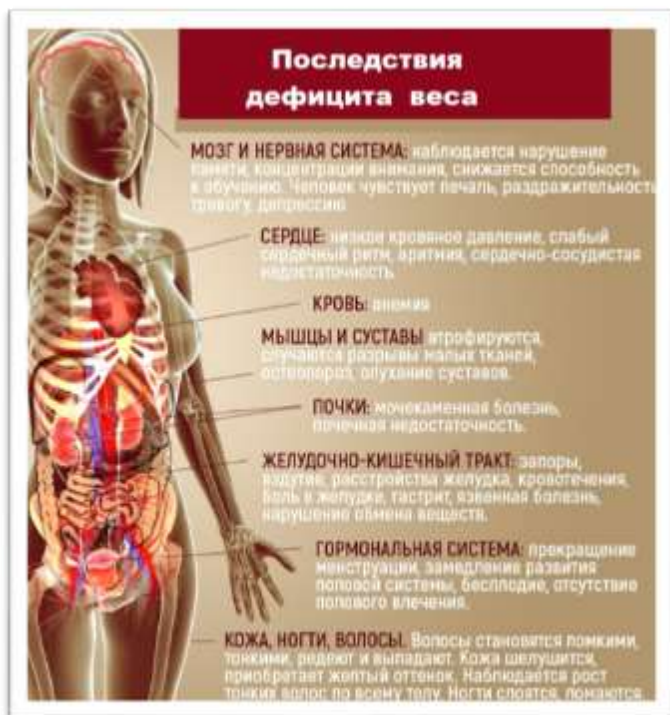 Последствия
дефицита веса
МОЗГ И НЕРВНАЯ СИСТЕМА: наблюдается нарушение
памяти, концентрации внимания, снижается способность
к обучению. Человек чувствует печаль, раздражительность
тревогу, депрессию
СЕРДЦЕ: низкое кровяное давление, слабый
сердечный ритм, аритмия, сердечно-сосудистая
недостаточность.
КРОВЬ: анемия
МЫШЦЫ И СУСТАВЫ атрофируются,
случаются разрывы малых тканей,
остеопороз, опухание суставов.
ПОЧКИ: мочекаменная болезнь,
почечная недостаточность.
ЖЕЛУДОЧНО-КИШЕЧНЫЙ ТРАКТ: запоры,
вздутие, расстройства желудка, кровотечения,
боль в желудке, гастрит, язвенная болезнь,
нарушение обмена веществ.
ГОРМОНАЛЬНАЯ СИСТЕМА: прекращение
менструации, замедление развития
половой системы, бесплодие, отсутствие
полового влечения.
КОЖА, НОГТИ, ВОЛОСЫ. Волосы становятся ломкими,
тонкими, редеют и выпадают. Кожа шелушится,
приобретает желтый оттенок. Наблюдается рост
тонких волос по всему телу. Ногти слоятся, ломаются